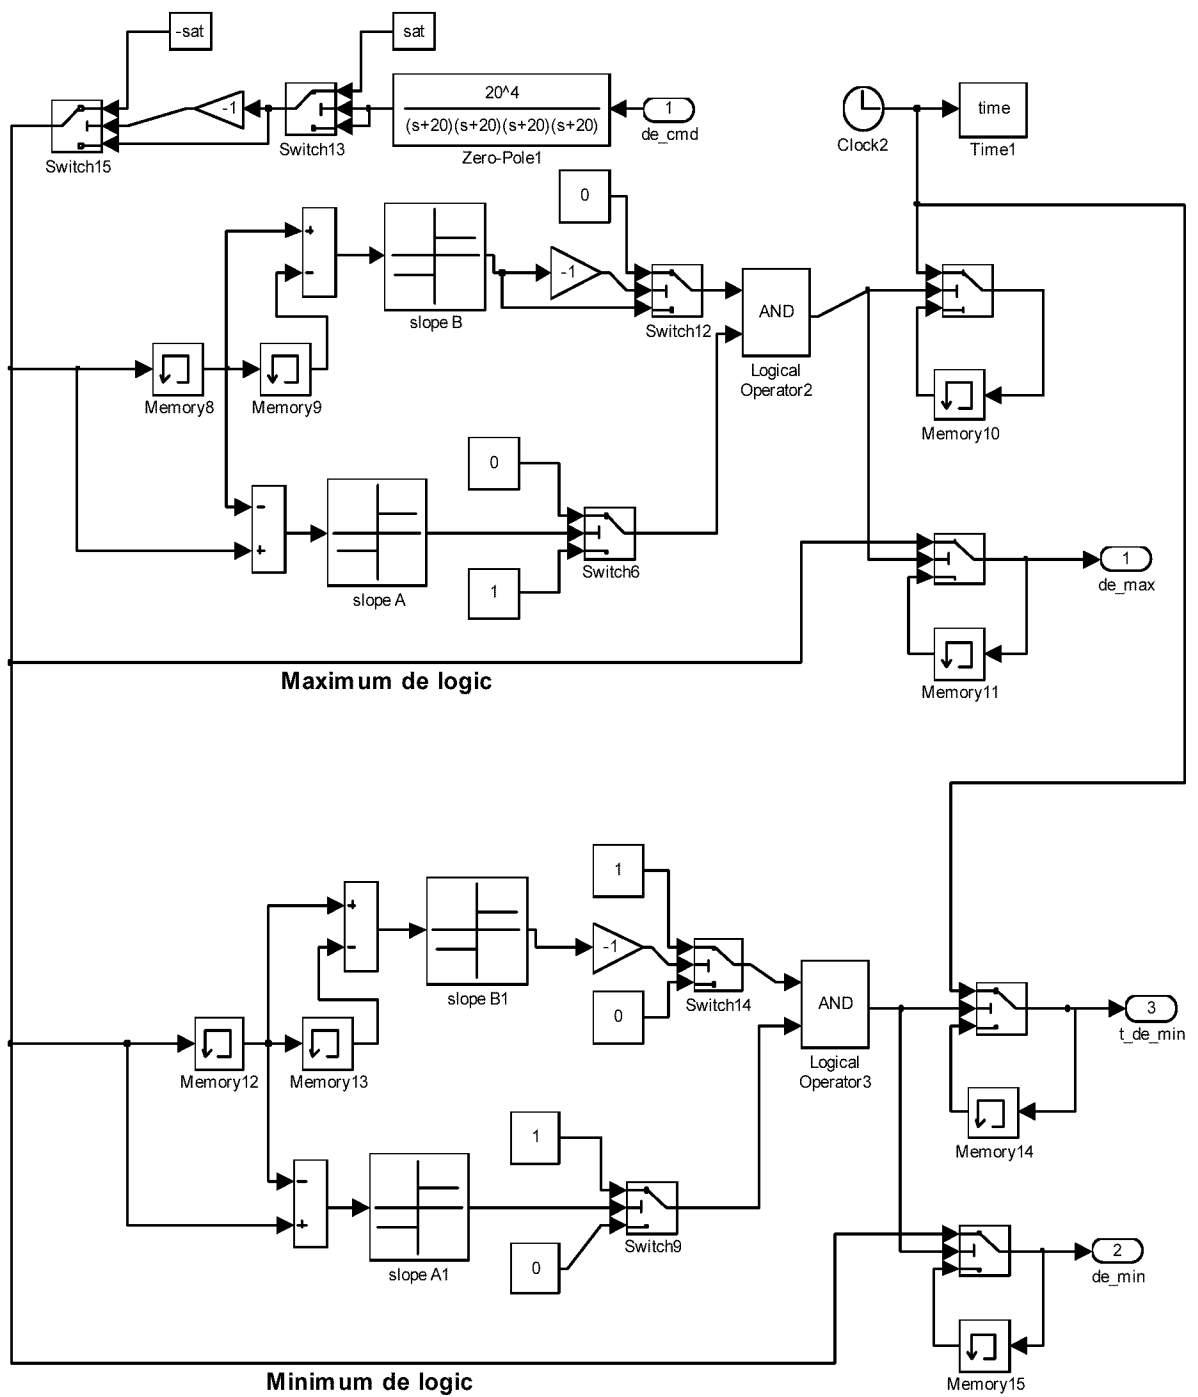 -sat
sat
-1
20^4
(s+20)(s+20)(s+20)(s+20)
1
time
Switch15
Switch13
Zero-Pole1
de_cmd
Clock2
Time1
0
+
-
-1
slope B
Switch12
AND
Logical
Operator2
Memory8
Memory9
Memory10
0
-
+
1
slope A
Switch6
1
de_max
Memory11
Maximum de logic
1
+
-
-1
slope B1
0
Switch14
AND
Logical
Operator3
3
t_de_min
Memory12
Memory13
Memory14
1
-
+
0
slope A1
Switch9
2
de_min
Memory15
Minimum de logic